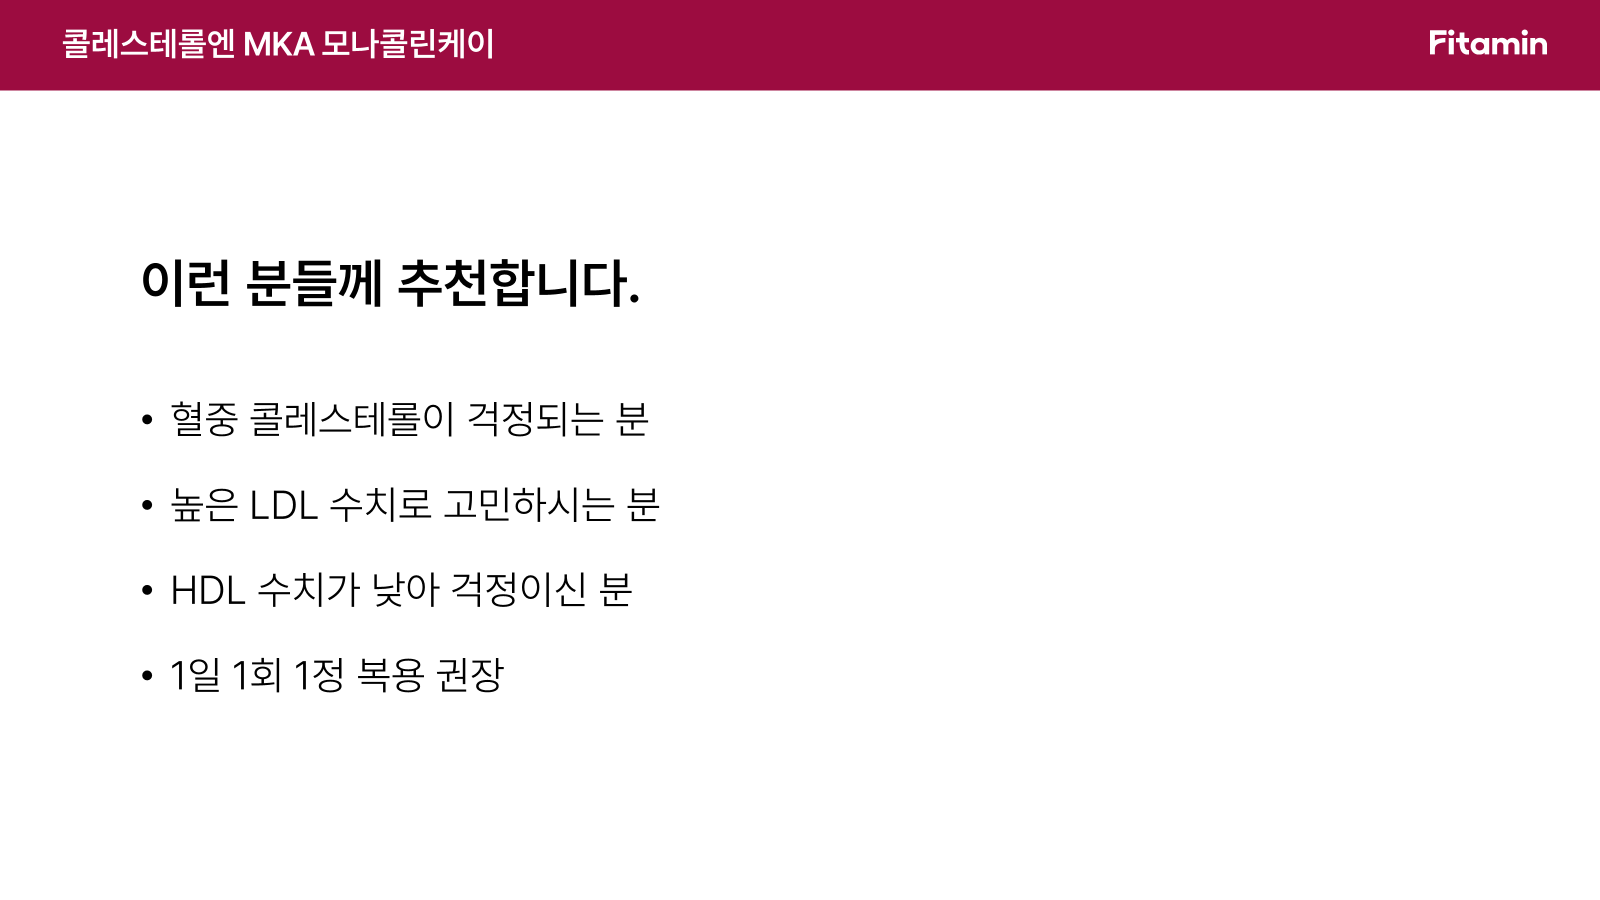 콜레스테롤엔 MKA 모나콜린케이
Fitamin
이런 분들께 추천합니다.
• 혈중 콜레스테롤이 걱정되는 분
• 높은 LDL 수치로 고민하시는 분
• HDL 수치가 낮아 걱정이신 분
• 1일 1회 1정 복용 권장